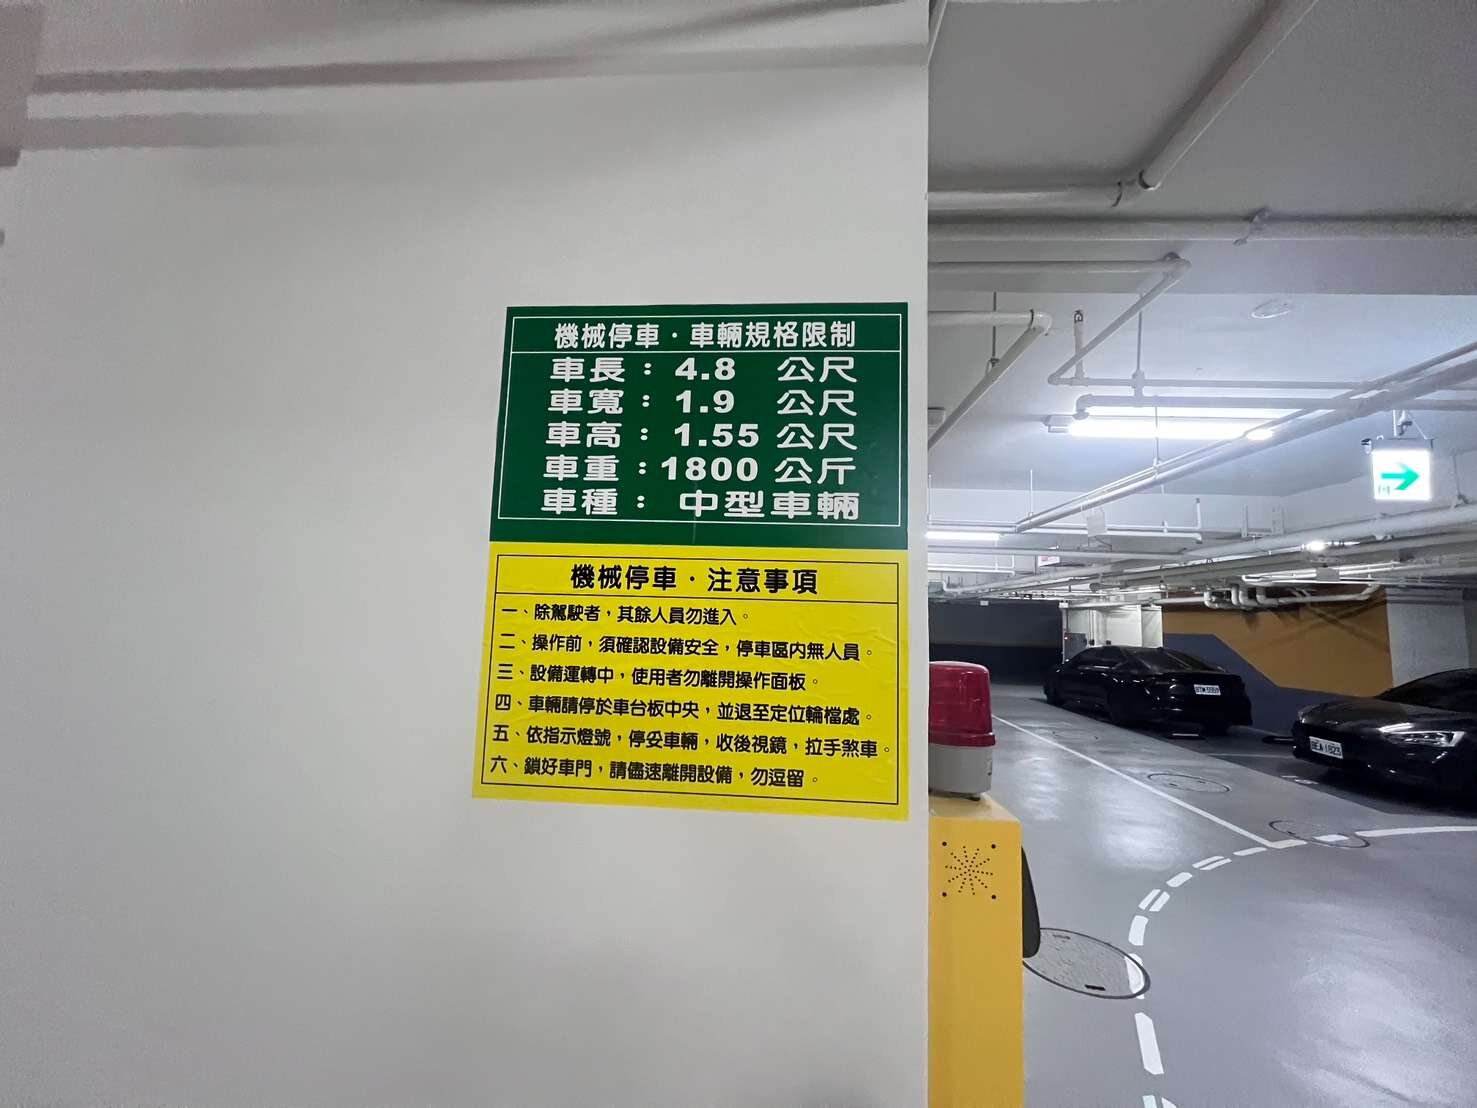 機械停車·車輛規格限制
車長：4.8 公尺
車寬：1.9 公尺
車高：1.55 公尺
車重：1800 公斤
車種：中型車輛
機械停車·注意事項
一、除駕駛者，其餘人員勿進入。
二、操作前，須確認設備安全，停車區內無人員。
三、設備運轉中，使用者勿離開操作面板。
四、車輛請停於車台板中央，並退至定位輪檔處。
五、依指示燈號，停妥車輛，收後視鏡，拉手煞車。
六、鎖好車門，請儘速離開設備，勿逗留。